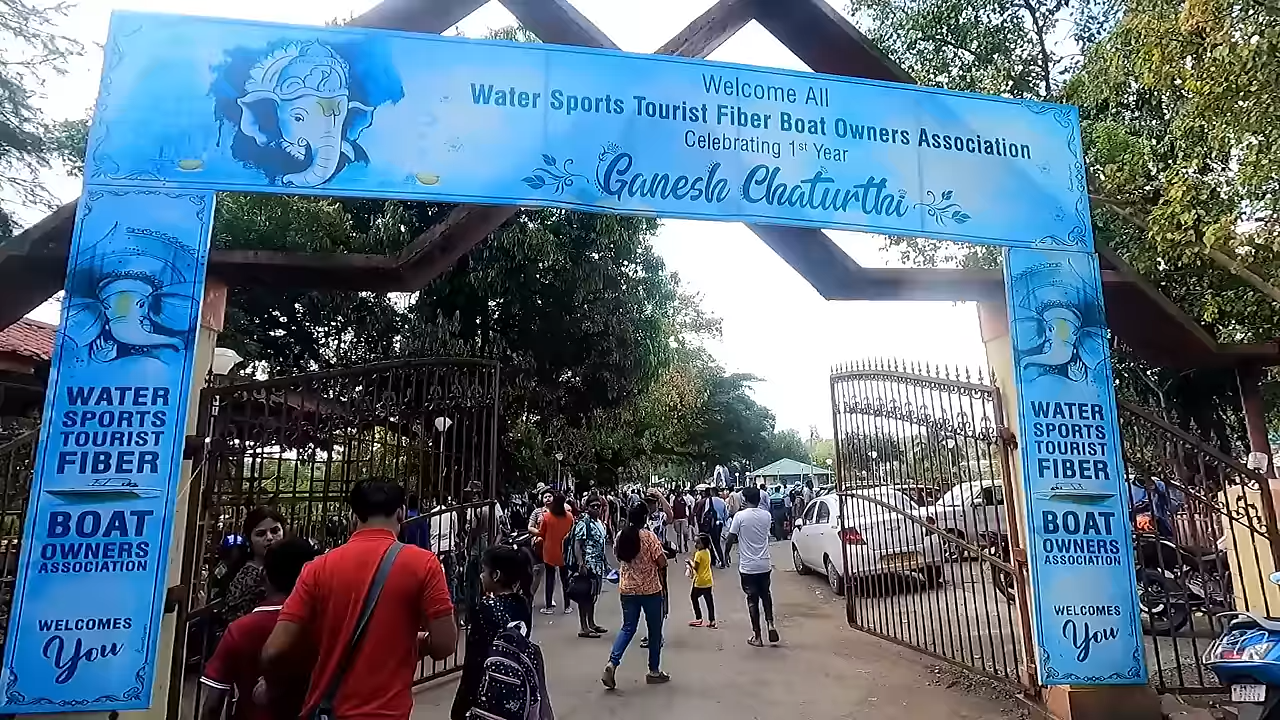 Welcome All
Water Sports Tourist Fiber Boat Owners Association
Celebrating 1st Year
Ganesh Chaturthi
WATER
SPORTS
TOURIST
FIBER
BOAT
OWNERS
ASSOCIATION
WELCOMES
You
WATER
SPORTS
TOURIST
FIBER
BOAT
OWNERS
ASSOCIATION
WELCOMES
You